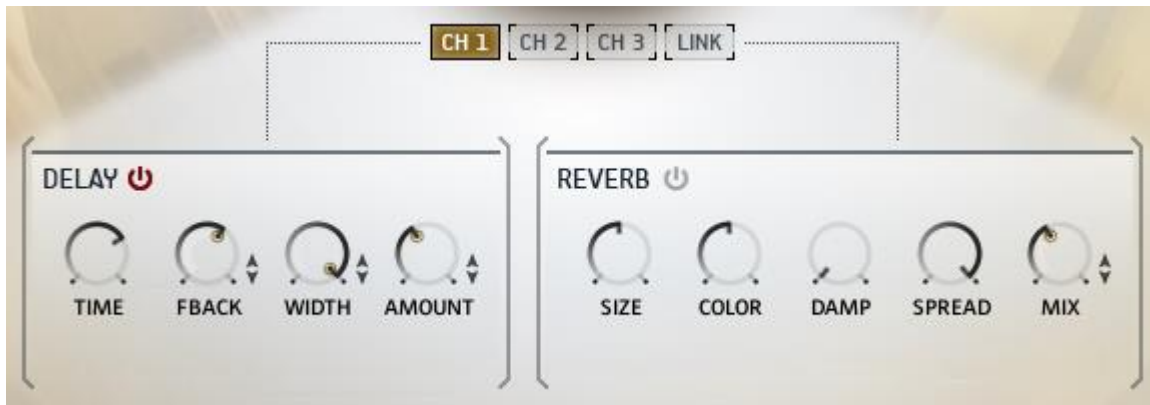 CH 1 CH 2 CH 3 LINK
DELAY
REVERB
TIME FBACK WIDTH AMOUNT
SIZE COLOR DAMP SPREAD MIX